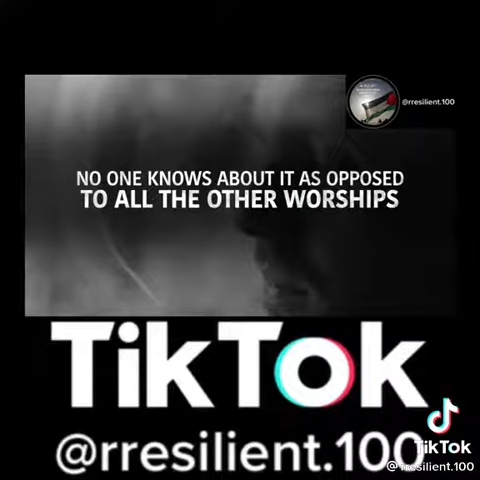 @rresilient.100
NO ONE KNOWS ABOUT IT AS OPPOSED
TO ALL THE OTHER WORSHIPS
TikTok
@rresilient.100
TikTok
@rresilient.100